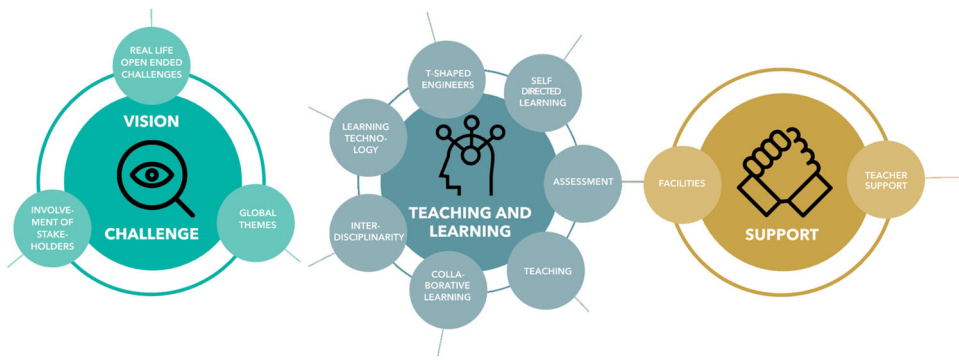 REAL LIFE
OPEN ENDED
CHALLENGES
VISION
CHALLENGE
INVOLVE-
MENT OF
STAKE-
HOLDERS
GLOBAL
THEMES
T-SHAPED
ENGINEERS
SELF
DIRECTED
LEARNING
LEARNING
TECHNO-
LOGY
ASSESSMENT
TEACHING AND
LEARNING
INTER-
DISCIPLINARITY
COLLA-
BORATIVE
LEARNING
TEACHING
FACILITIES
TEACHER
SUPPORT
SUPPORT